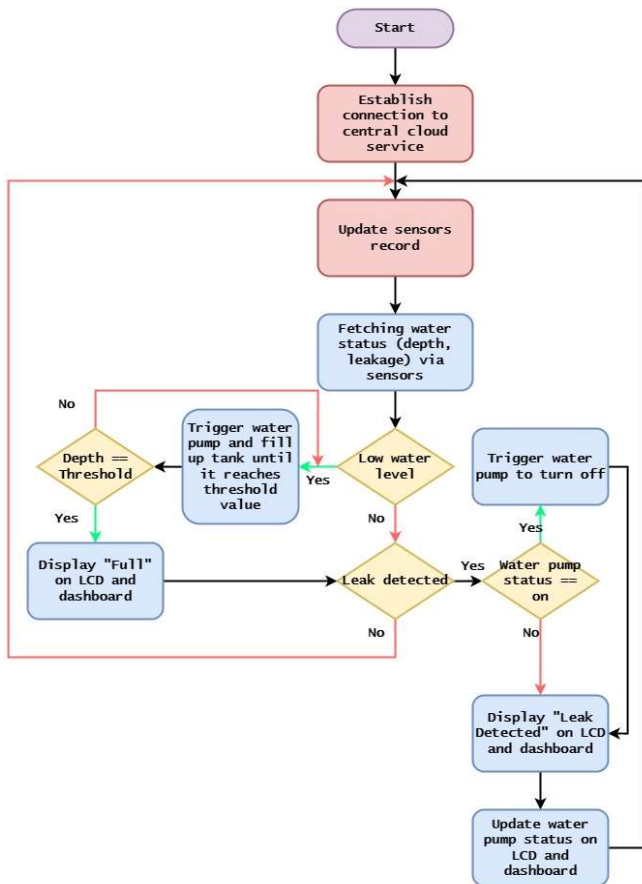 Start
Establish
connection to
central cloud
service
Update sensors
record
Fetching water
status (depth,
leakage) via
sensors
No
Depth ==
Threshold
Trigger water
pump and fill
up tank until
it reaches
threshold
value
Yes
Low water
level
Trigger water
pump to turn off
Yes
No
Yes
Display "Full"
on LCD and
dashboard
Leak detected
Yes
Water pump
status ==
on
No
No
Display "Leak
Detected" on LCD
and dashboard
Update water
pump status on
LCD and
dashboard